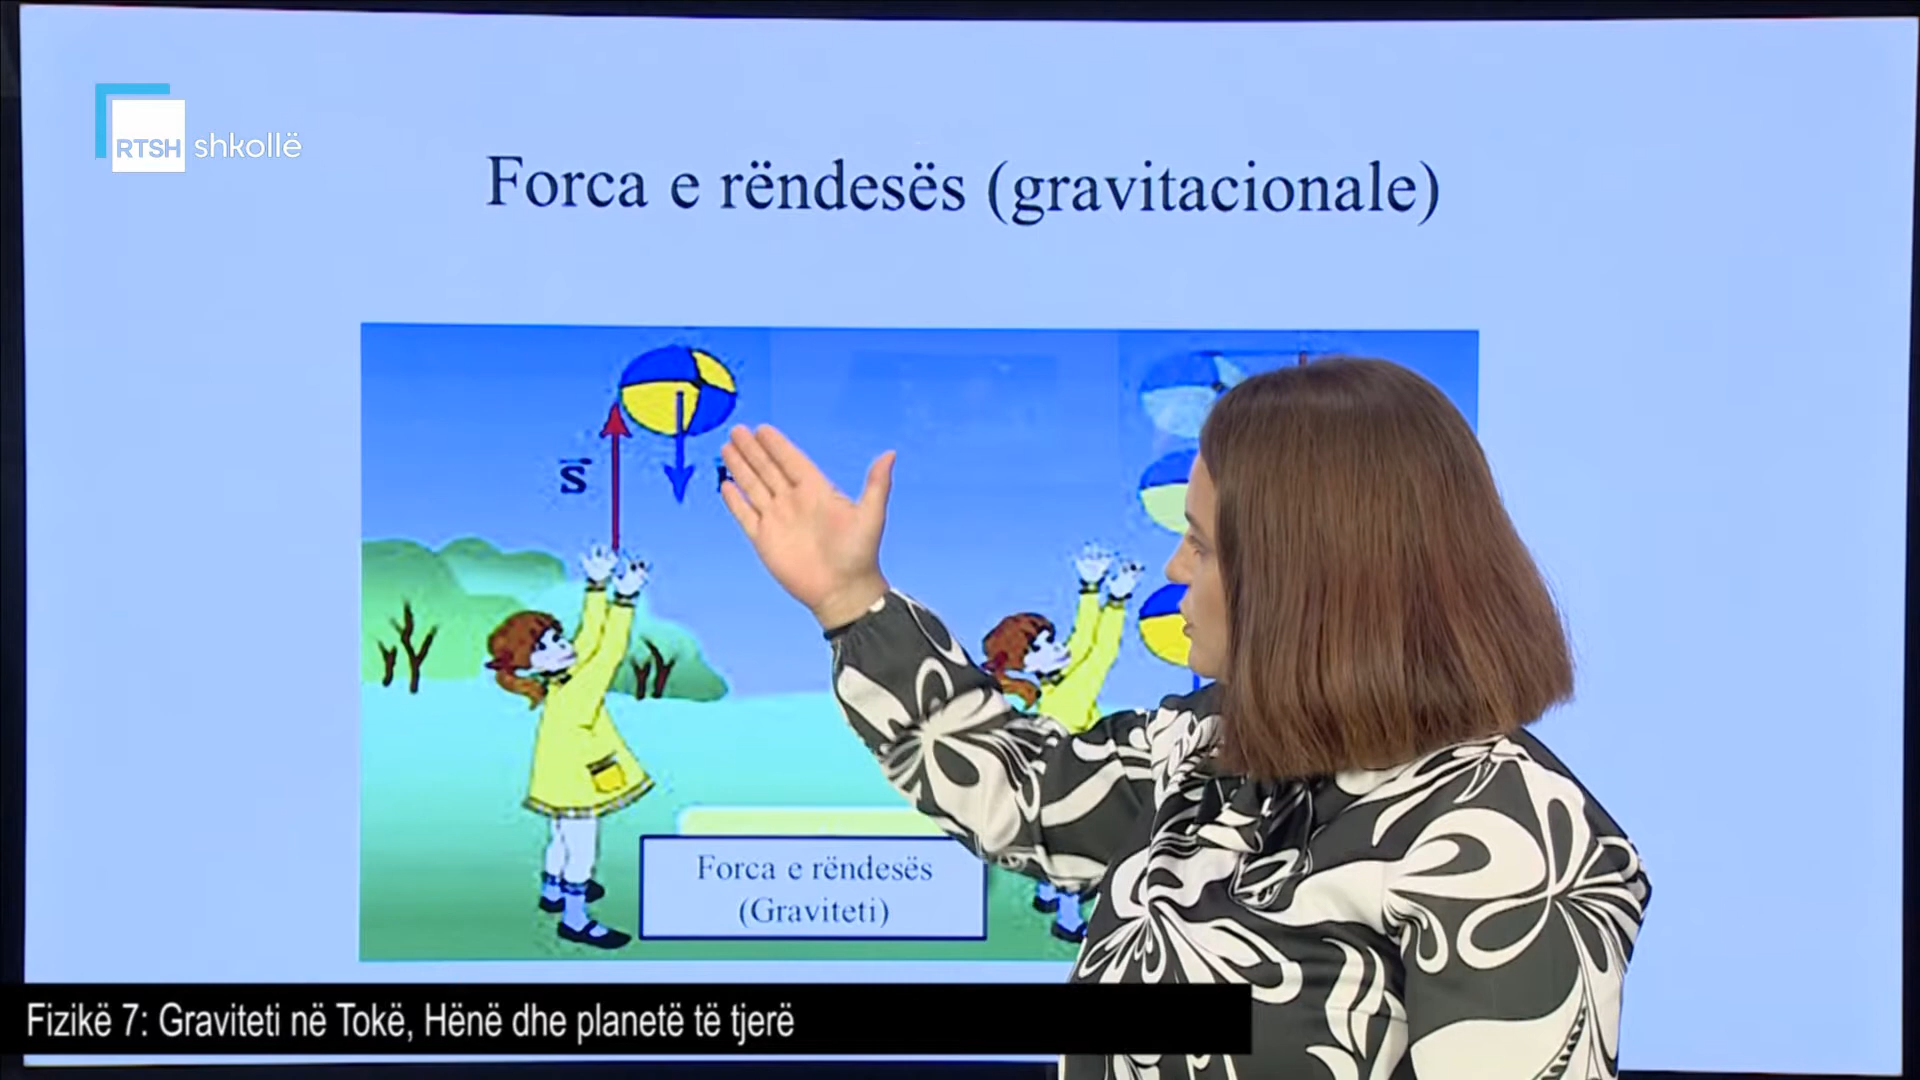 RTSH shkollë
Forca e rëndesës (gravitacionale)
S
Forca e rëndesës
(Graviteti)
Fizikë 7: Graviteti në Tokë, Hënë dhe planetë të tjerë